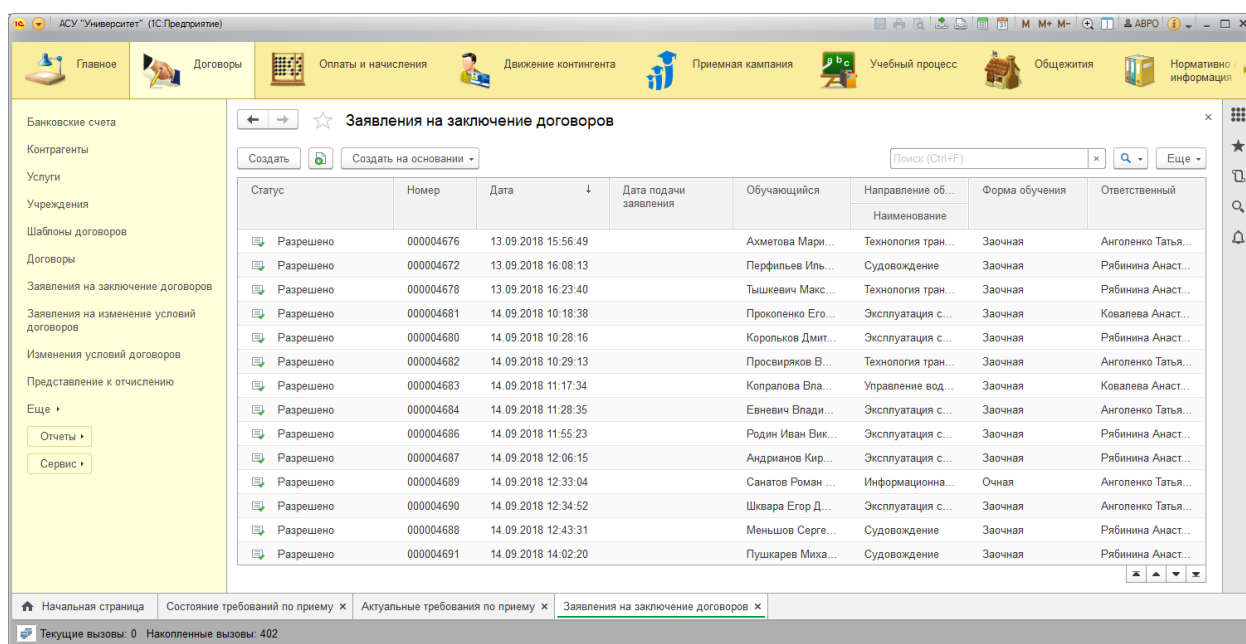 АСУ "Университет" (1С:Предприятие)
M M+ M- АВРО
Главное Договоры Оплаты и начисления Движение контингента Приемная кампания Учебный процесс Общежития Нормативно
информация
Банковские счета
Контрагенты
Услуги
Учреждения
Шаблоны договоров
Договоры
Заявления на заключение договоров
Заявления на изменение условий
договоров
Изменения условий договоров
Представление к отчислению
Еще
Отчеты
Сервис
Заявления на заключение договоров
Создать Создать на основании Поиск (Ctrl+F) Еще
Статус Номер Дата ↓ Дата подачи заявления Обучающийся Направление об... Форма обучения Ответственный
Наименование
Разрешено 000004676 13.09.2018 15:56:49 Ахметова Мари... Технология тран... Заочная Анголенко Татья...
Разрешено 000004672 13.09.2018 16:08:13 Перфильев Иль... Судовождение Заочная Рябинина Анаст...
Разрешено 000004678 13.09.2018 16:23:40 Тышкевич Макс... Технология тран... Заочная Рябинина Анаст...
Разрешено 000004681 14.09.2018 10:18:38 Прокопенко Его... Эксплуатация с... Заочная Ковалева Анаст...
Разрешено 000004680 14.09.2018 10:28:16 Корольков Дмит... Эксплуатация с... Заочная Рябинина Анаст...
Разрешено 000004682 14.09.2018 10:29:13 Просвиряков В... Технология тран... Заочная Анголенко Татья...
Разрешено 000004683 14.09.2018 11:17:34 Копралова Вла... Управление вод... Заочная Ковалева Анаст...
Разрешено 000004684 14.09.2018 11:28:35 Евневич Влади... Эксплуатация с... Заочная Анголенко Татья...
Разрешено 000004686 14.09.2018 11:55:23 Родин Иван Вик... Эксплуатация с... Заочная Рябинина Анаст...
Разрешено 000004687 14.09.2018 12:06:15 Андрианов Кир... Эксплуатация с... Заочная Рябинина Анаст...
Разрешено 000004689 14.09.2018 12:33:04 Санатов Роман ... Информационна... Очная Анголенко Татья...
Разрешено 000004690 14.09.2018 12:34:52 Шквара Егор Д... Эксплуатация с... Заочная Анголенко Татья...
Разрешено 000004688 14.09.2018 12:43:31 Меньшов Серге... Судовождение Заочная Рябинина Анаст...
Разрешено 000004691 14.09.2018 14:02:20 Пушкарев Миха... Судовождение Заочная Рябинина Анаст...
Начальная страница Состояние требований по приему × Актуальные требования по приему × Заявления на заключение договоров ×
Текущие вызовы: 0 Накопленные вызовы: 402